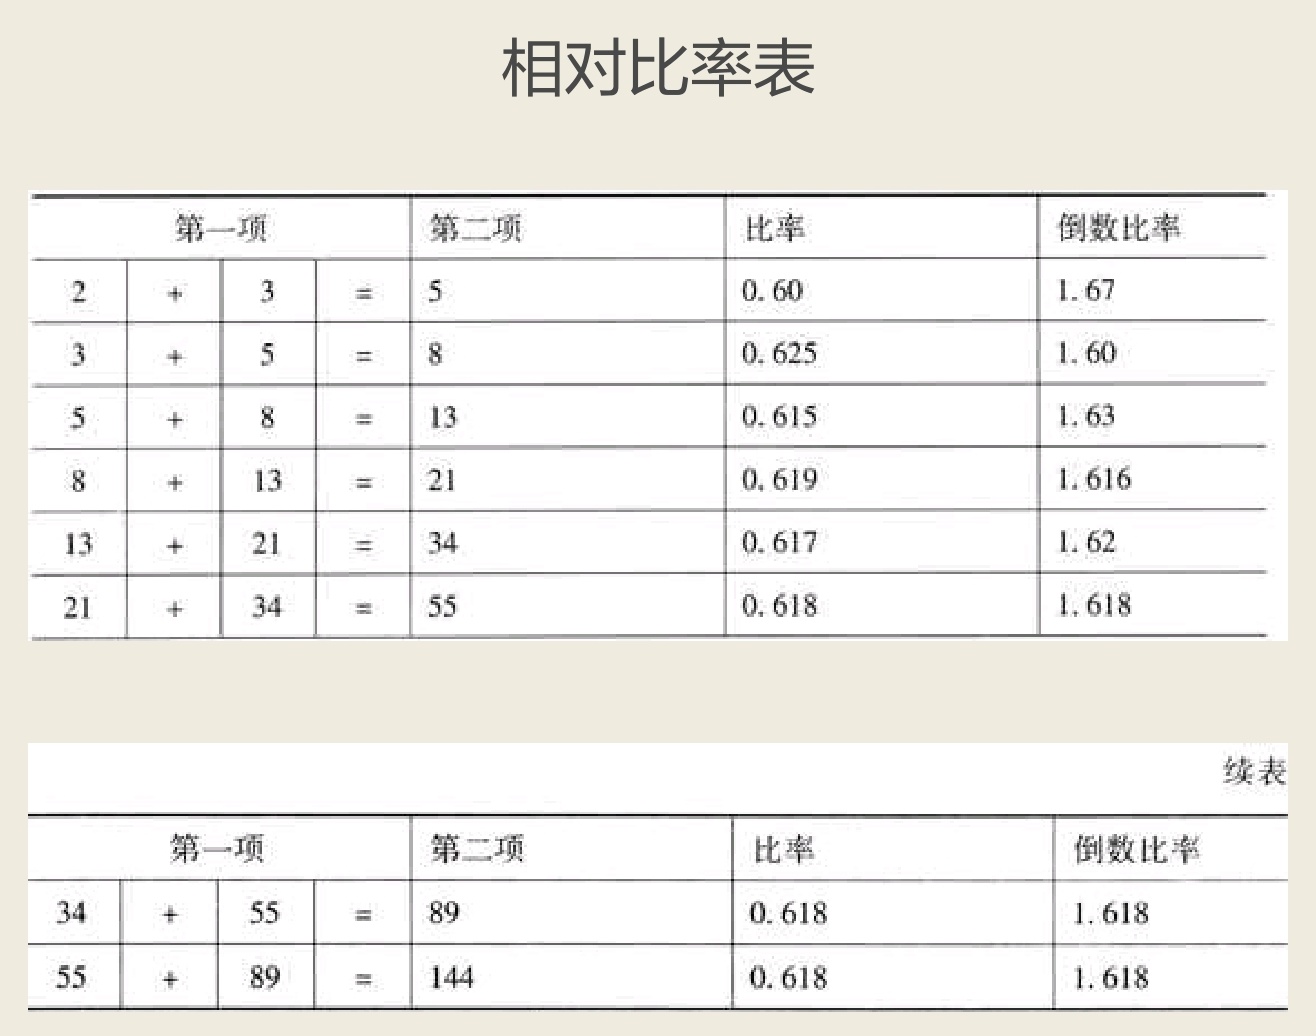 相对比率表
第一项 第二项 比率 倒数比率
2 + 3 = 5 0.60 1.67
3 + 5 = 8 0.625 1.60
5 + 8 = 13 0.615 1.63
8 + 13 = 21 0.619 1.616
13 + 21 = 34 0.617 1.62
21 + 34 = 55 0.618 1.618
续表
第一项 第二项 比率 倒数比率
34 + 55 = 89 0.618 1.618
55 + 89 = 144 0.618 1.618